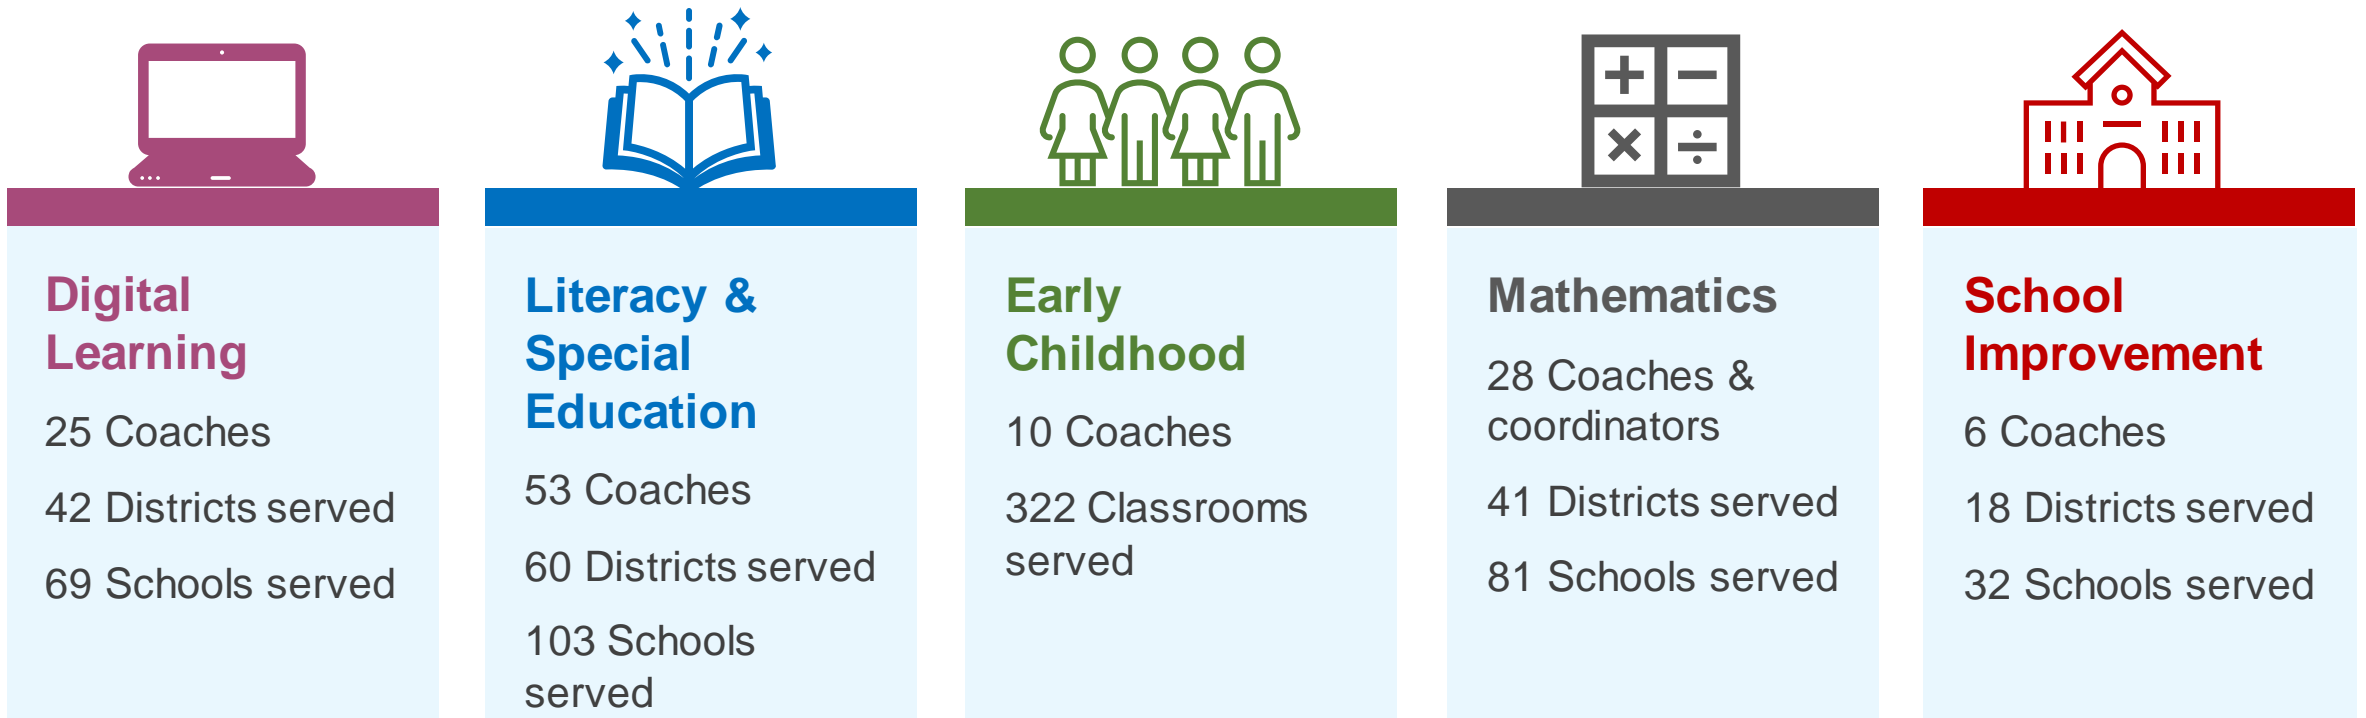 Digital
Learning
25 Coaches
42 Districts served
69 Schools served
Literacy &
Special
Education
53 Coaches
60 Districts served
103 Schools
served
Early
Childhood
10 Coaches
322 Classrooms
served
Mathematics
28 Coaches &
coordinators
41 Districts served
81 Schools served
School
Improvement
6 Coaches
18 Districts served
32 Schools served